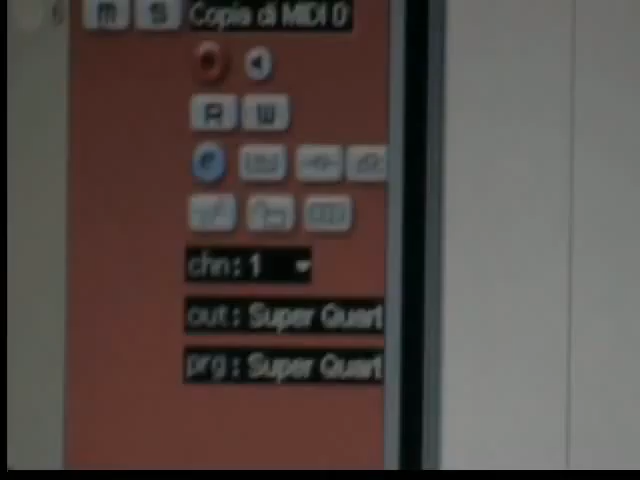 m S Copia di MIDI 0
R W
e
chn: 1
out: Super Quart
prg: Super Quart